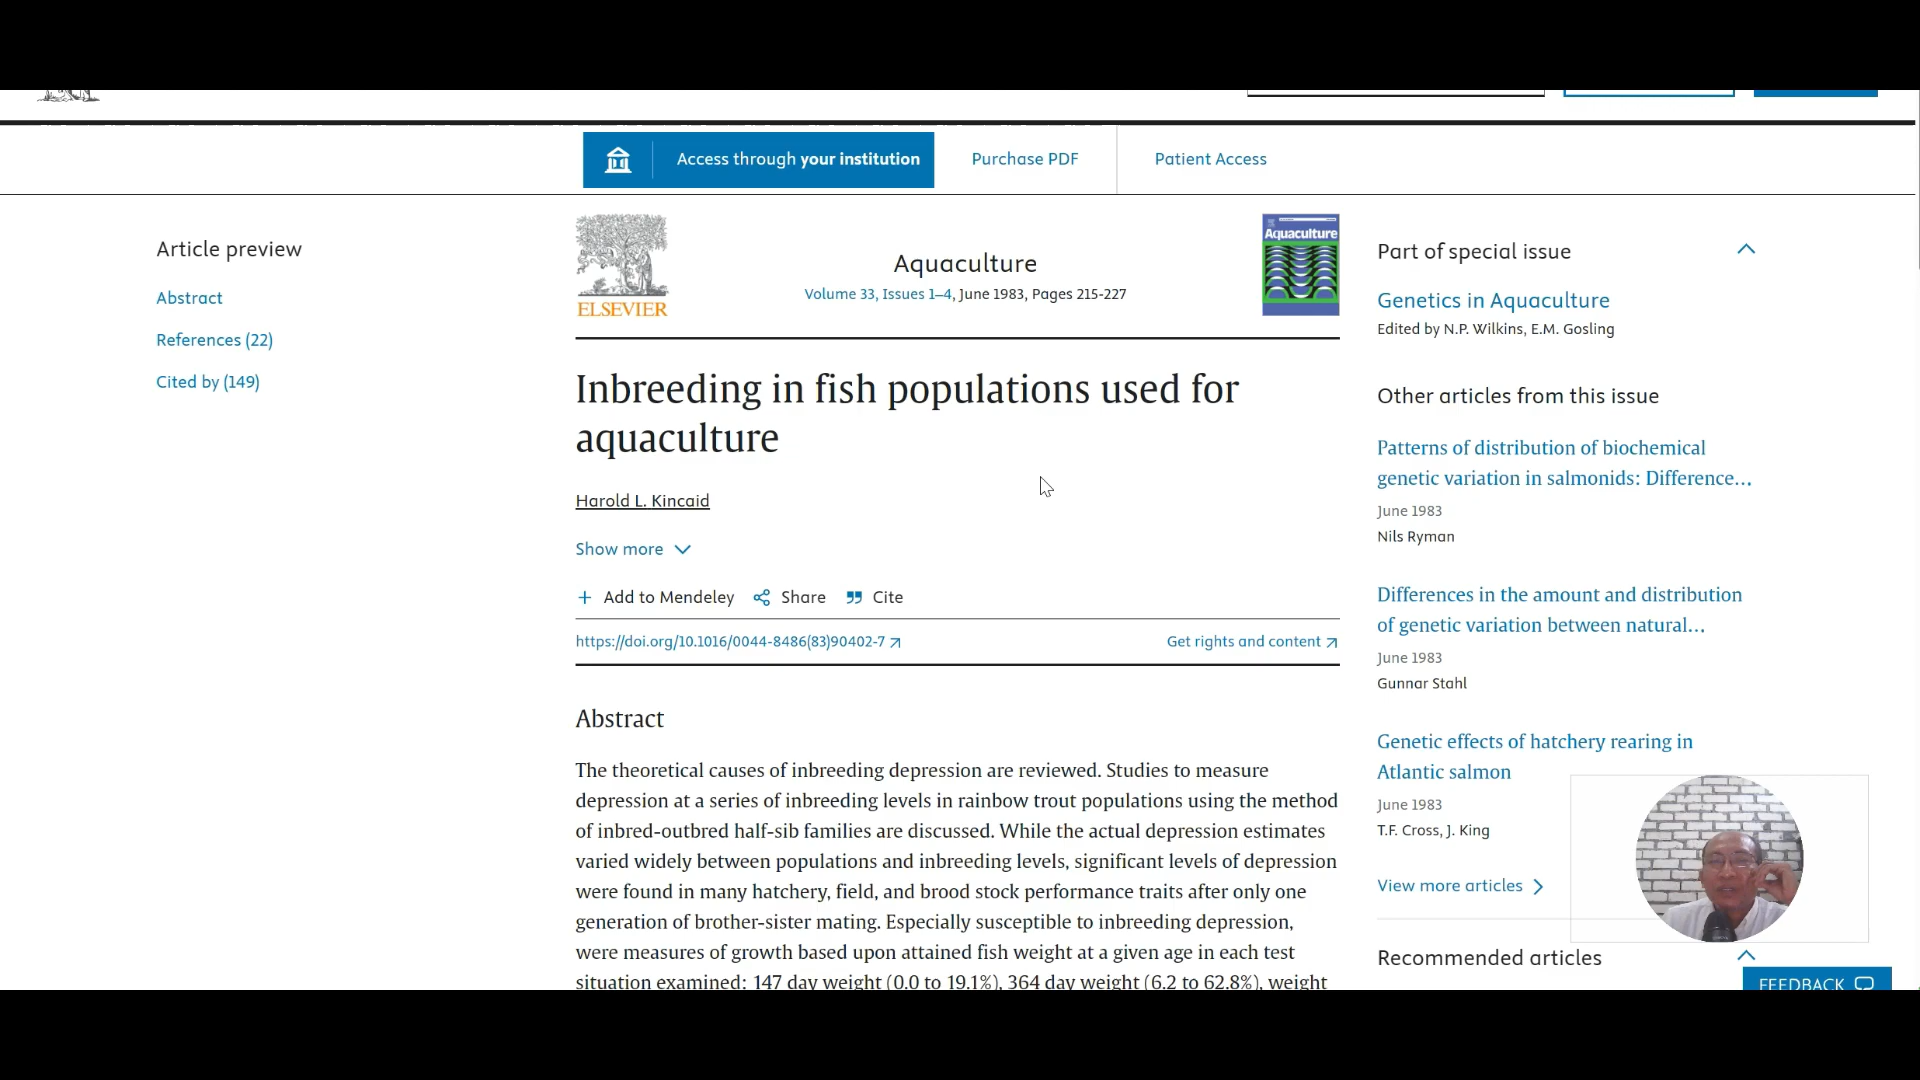 Access through your institution
Purchase PDF
Patient Access
Article preview
Abstract
References (22)
Cited by (149)
ELSEVIER
Aquaculture
Volume 33, Issues 1–4, June 1983, Pages 215-227
Aquaculture
Inbreeding in fish populations used for
aquaculture
Harold L. Kincaid
Show more
Add to Mendeley
Share
Cite
https://doi.org/10.1016/0044-8486(83)90402-7
Get rights and content
Abstract
The theoretical causes of inbreeding depression are reviewed. Studies to measure
depression at a series of inbreeding levels in rainbow trout populations using the method
of inbred-outbred half-sib families are discussed. While the actual depression estimates
varied widely between populations and inbreeding levels, significant levels of depression
were found in many hatchery, field, and brood stock performance traits after only one
generation of brother-sister mating. Especially susceptible to inbreeding depression,
were measures of growth based upon attained fish weight at a given age in each test
situation examined: 147 day weight (0.0 to 19.1%), 364 day weight (6.2 to 62.8%), weight
Part of special issue
Genetics in Aquaculture
Edited by N.P. Wilkins, E.M. Gosling
Other articles from this issue
Patterns of distribution of biochemical
genetic variation in salmonids: Difference…
June 1983
Nils Ryman
Differences in the amount and distribution
of genetic variation between natural…
June 1983
Gunnar Stahl
Genetic effects of hatchery rearing in
Atlantic salmon
June 1983
T.F. Cross, J. King
View more articles
Recommended articles
FEEDBACK